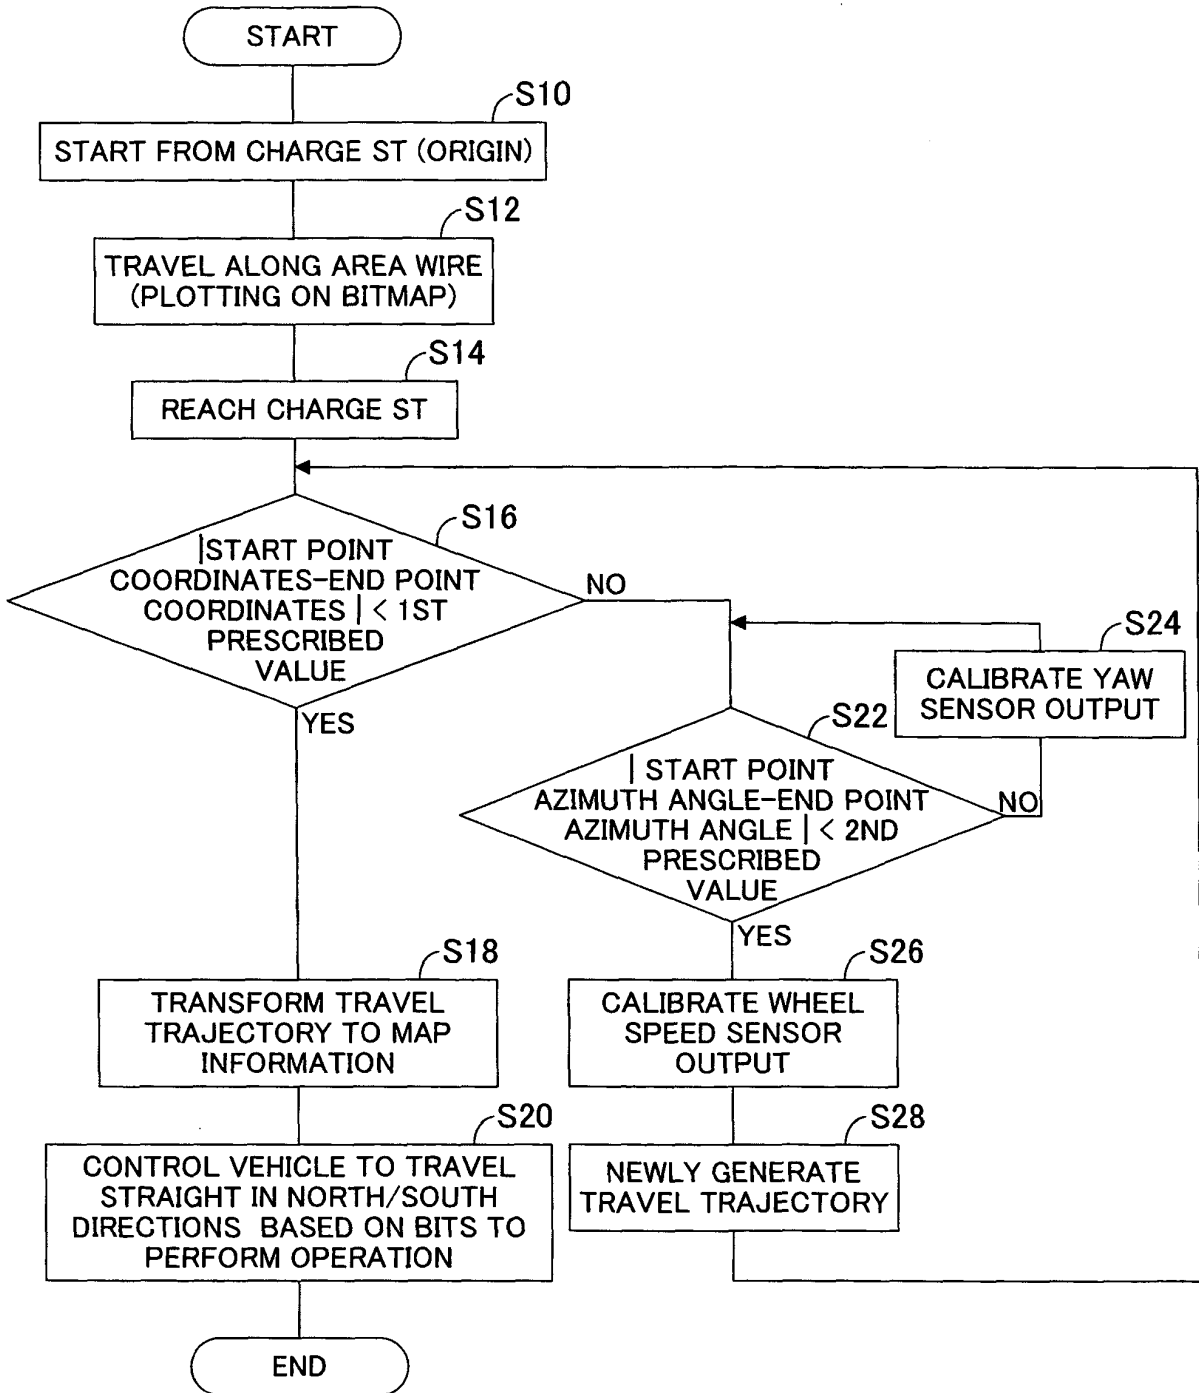 START
S10
START FROM CHARGE ST (ORIGIN)
S12
TRAVEL ALONG AREA WIRE
(PLOTTING ON BITMAP)
S14
REACH CHARGE ST
S16
|START POINT
COORDINATES-END POINT
COORDINATES | < 1ST
PRESCRIBED
VALUE
NO
YES
S24
CALIBRATE YAW
SENSOR OUTPUT
S22
| START POINT
AZIMUTH ANGLE-END POINT
AZIMUTH ANGLE | < 2ND
PRESCRIBED
VALUE
NO
YES
S18
TRANSFORM TRAVEL
TRAJECTORY TO MAP
INFORMATION
S26
CALIBRATE WHEEL
SPEED SENSOR
OUTPUT
S20
CONTROL VEHICLE TO TRAVEL
STRAIGHT IN NORTH/SOUTH
DIRECTIONS BASED ON BITS TO
PERFORM OPERATION
S28
NEWLY GENERATE
TRAVEL TRAJECTORY
END